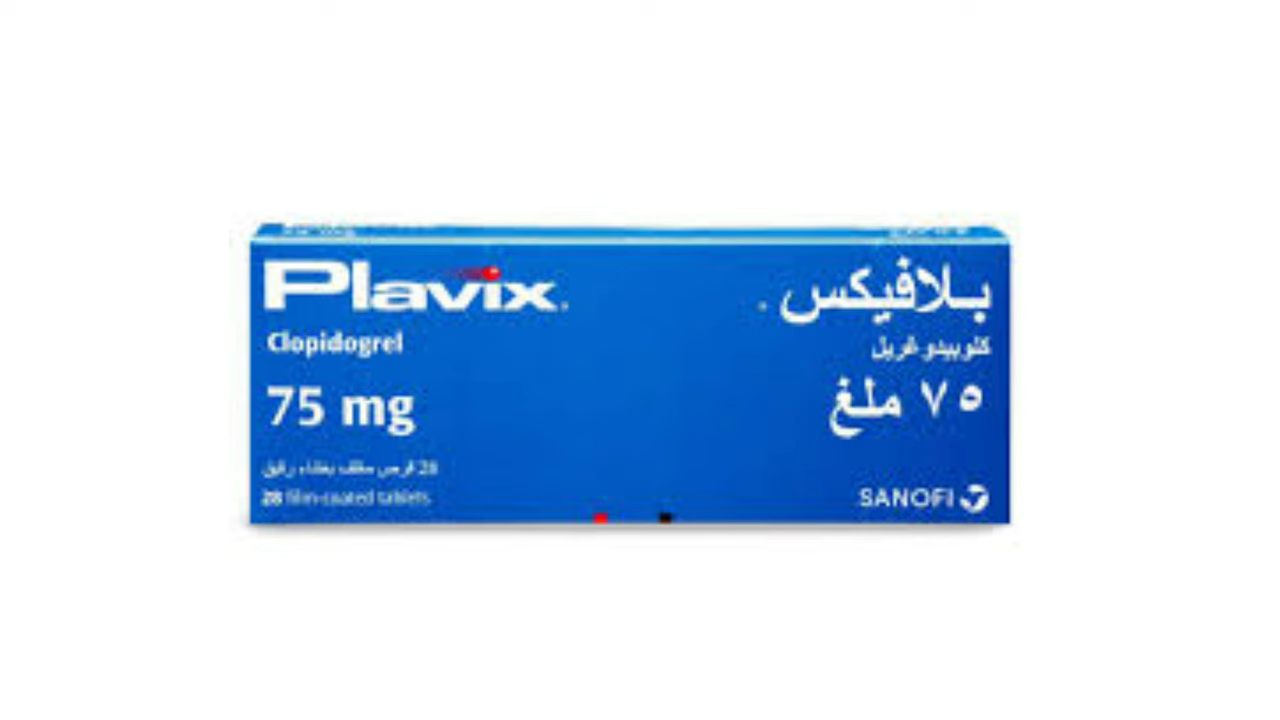 Plavix
Clopidogrel
75 mg
28 قرص مغلف بغشاء رقيق
28 film-coated tablets
بلافيكس
كلوبيدوغريل
٧٥ ملغ
SANOFI